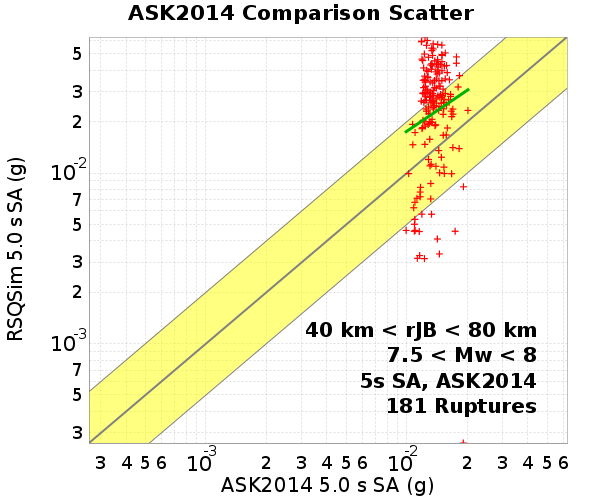 ASK2014 Comparison Scatter
RSQSim 5.0 s SA (g)
5
3
2
10-2
7
5
3
2
10-3
7
5
3
40 km < rJB < 80 km
7.5 < Mw < 8
5s SA, ASK2014
181 Ruptures
3 4 5 6 10-3 2 3 4 5 6 10-2 2 3 4 5 6
ASK2014 5.0 s SA (g)